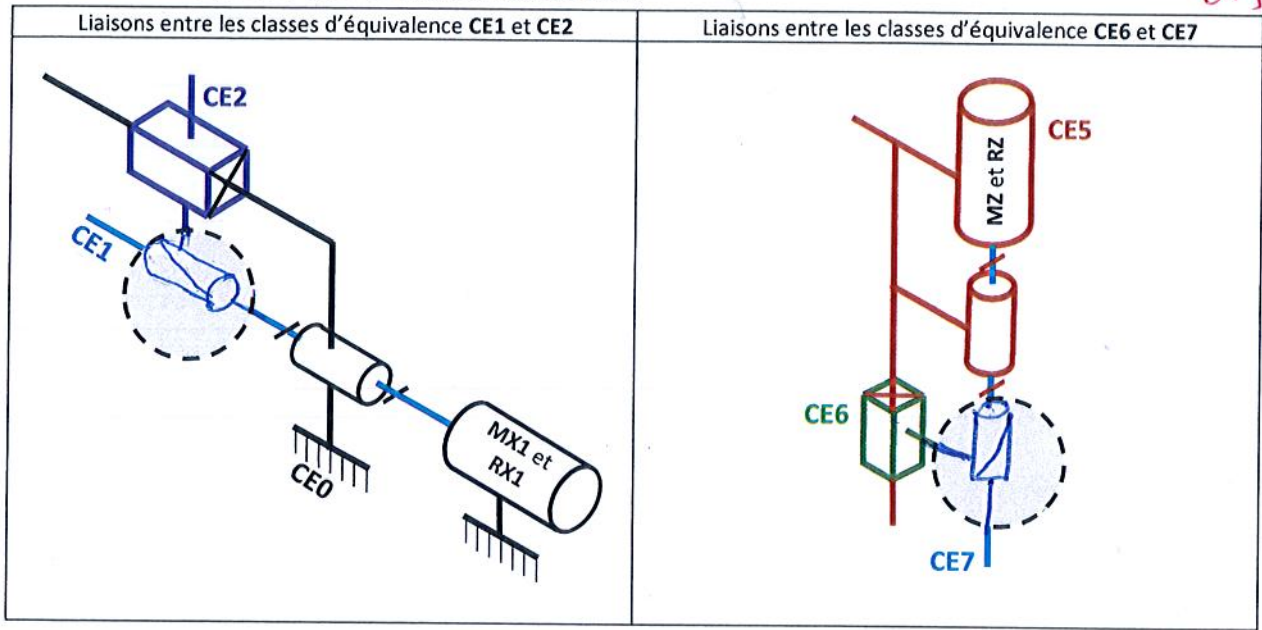 Liaisons entre les classes d'équivalence CE1 et CE2
Liaisons entre les classes d'équivalence CE6 et CE7
CE2
CE1
CE0
MX1 et
RX1
CE5
MZ et RZ
CE6
CE7